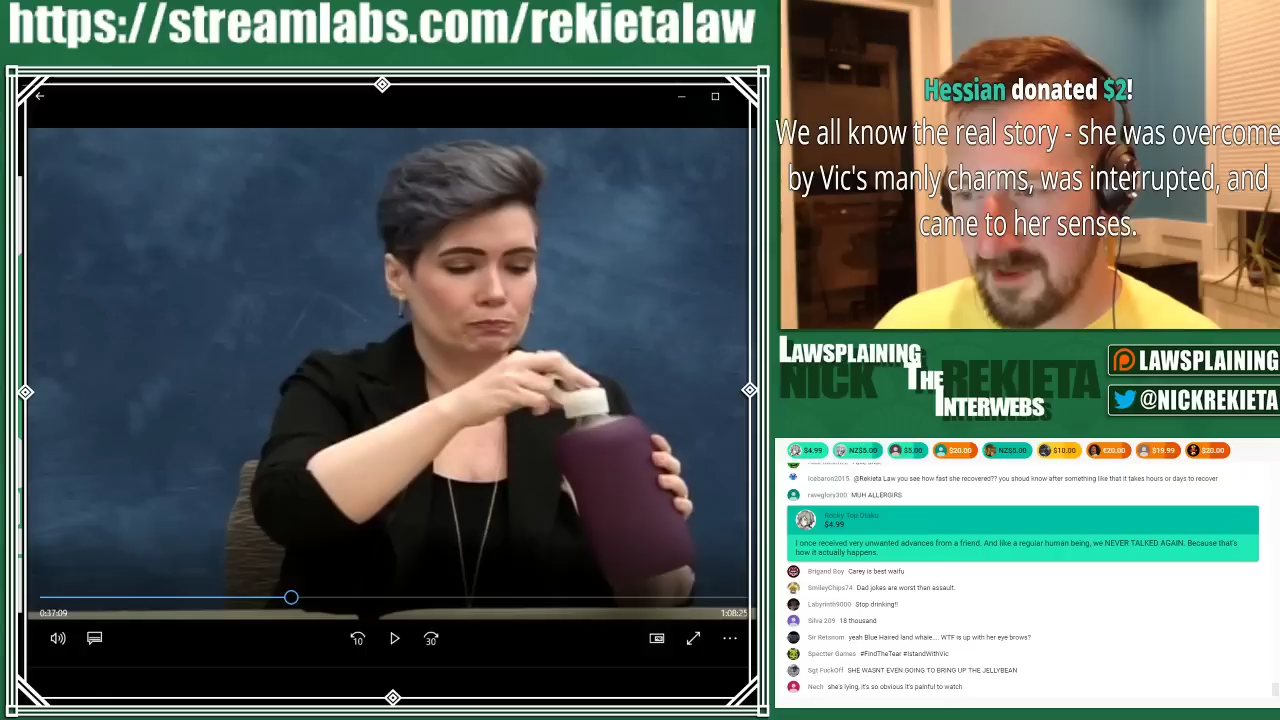 https://streamlabs.com/rekietalaw
0:37:09
1:08:25
10
30
Hessian donated $2!
We all know the real story - she was overcome
by Vic's manly charms, was interrupted, and
came to her senses.
LAWSPLAINING
THE
INTERWEBS
NICK REKIETA
LAWSPLAINING
@NICKREKIETA
$4.99
NZ$5.00
$5.00
$20.00
NZ$5.00
$10.00
€20.00
$19.99
$20.00
Icebaron2015 @Rekieta Law you see how fast she recovered?? you shoud know after something like that it takes hours or days to recover
raveglory300 MUH ALLERGIRS
Rocky Top Otaku
$4.99
I once received very unwanted advances from a friend. And like a regular human being, we NEVER TALKED AGAIN. Because that's
how it actually happens.
Brigand Boy Carey is best waifu
SmileyChips74 Dad jokes are worst than assault.
Labyrinth9000 Stop drinking!!
Silva 209 18 thousand
Sir Retsnom yeah Blue Haired land whale.... WTF is up with her eye brows?
Spectter Games #FindTheTear #IstandWithVic
Sgt FuckOff SHE WASNT EVEN GOING TO BRING UP THE JELLYBEAN
Nech she's lying, it's so obvious it's painful to watch